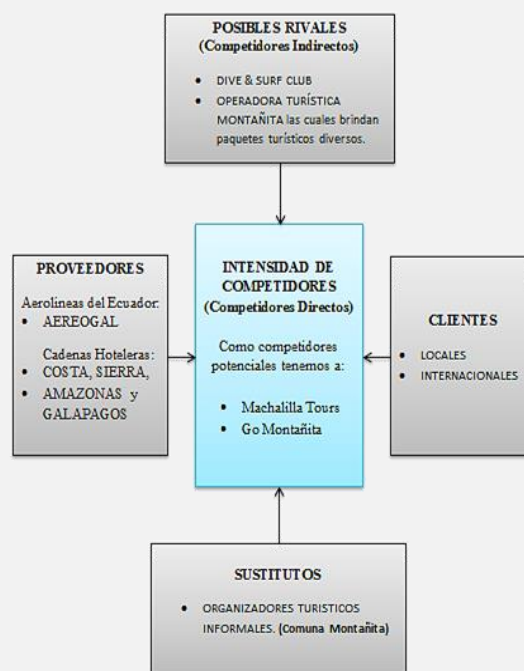 POSIBLES RIVALES
(Competidores Indirectos)
• DIVE & SURF CLUB
• OPERADORA TURÍSTICA
MONTAÑITA las cuales brindan
paquetes turísticos diversos.
PROVEEDORES
Aerolineas del Ecuador:
• AEREOGAL
Cadenas Hoteleras:
• COSTA, SIERRA,
• AMAZONAS y
GALAPAGOS
INTENSIDAD DE
COMPETIDORES
(Competidores Directos)
Como competidores
potenciales tenemos a:
• Machalilla Tours
• Go Montañita
CLIENTES
• LOCALES
• INTERNACIONALES
SUSTITUTOS
• ORGANIZADORES TURISTICOS
INFORMALES. (Comuna Montañita)